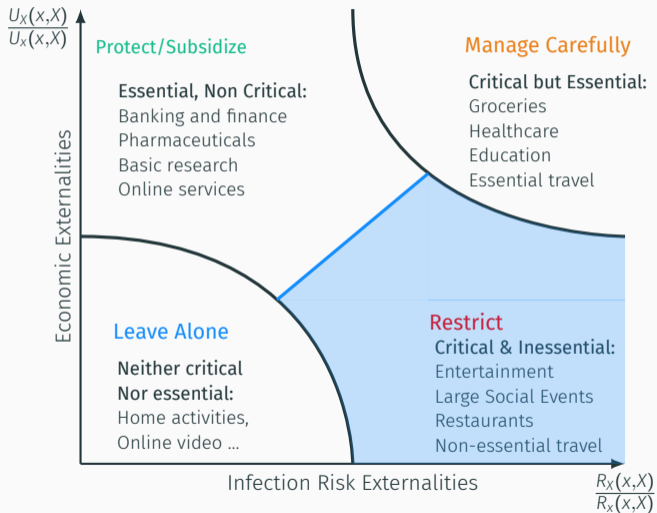 U_X(x,X)
U_x(x,X)
Protect/Subsidize
Essential, Non Critical:
Banking and finance
Pharmaceuticals
Basic research
Online services
Manage Carefully
Critical but Essential:
Groceries
Healthcare
Education
Essential travel
Economic Externalities
Leave Alone
Neither critical
Nor essential:
Home activities,
Online video ...
Restrict
Critical & Inessential:
Entertainment
Large Social Events
Restaurants
Non-essential travel
Infection Risk Externalities
R_X(x,X)
R_x(x,X)